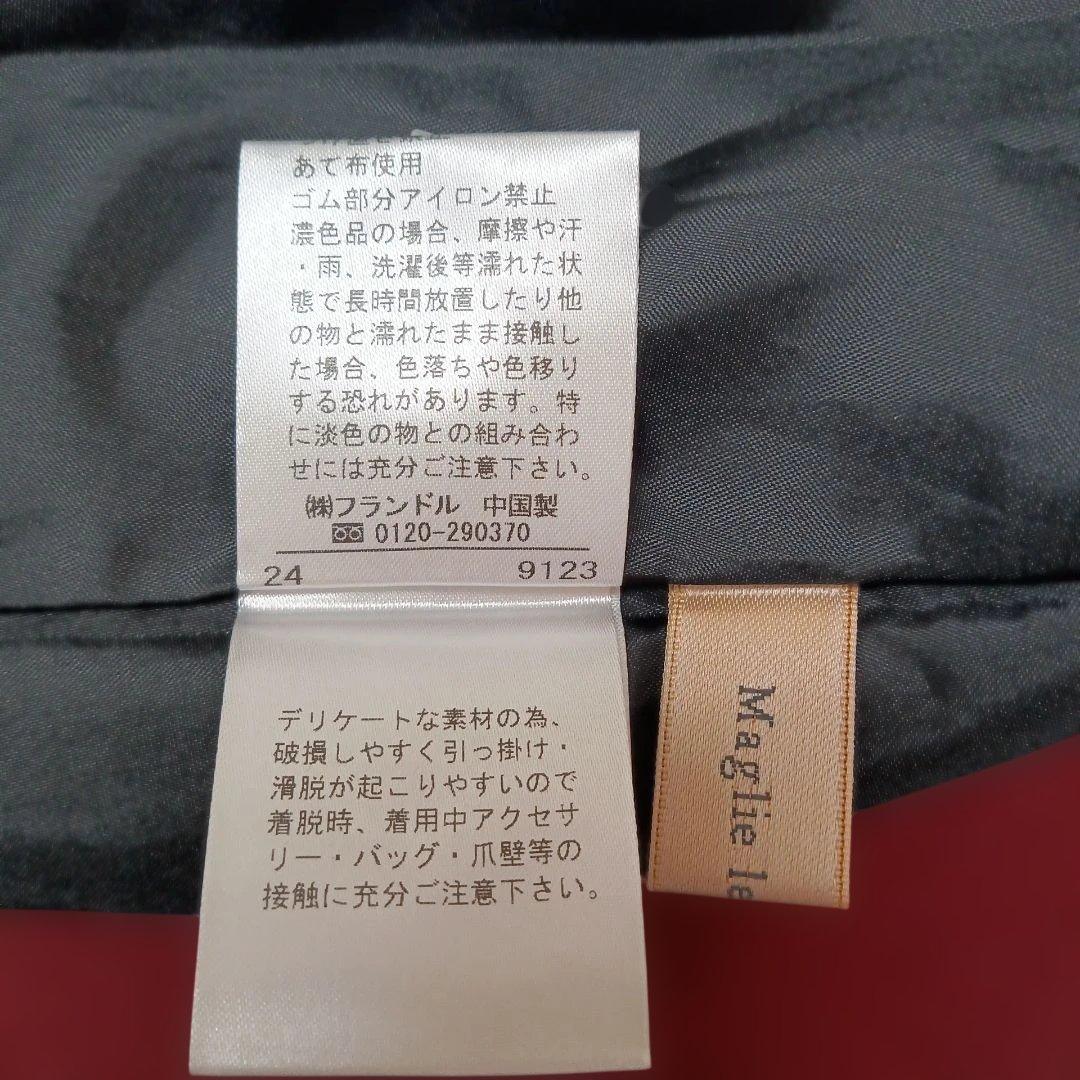 あて布使用
ゴム部分アイロン禁止
濃色品の場合、摩擦や汗
・雨、洗濯後等濡れた状
態で長時間放置したり他
の物と濡れたまま接触し
た場合、色落ちや色移り
する恐れがあります。特
に淡色の物との組み合わ
せには充分ご注意下さい。
㈱フランドル 中国製
0120-290370
24 9123
デリケートな素材の為、
破損しやすく引っ掛け・
滑脱が起こりやすいので
着脱時、着用中アクセサ
リー・バッグ・爪壁等の
接触に充分ご注意下さい。
Maglie le